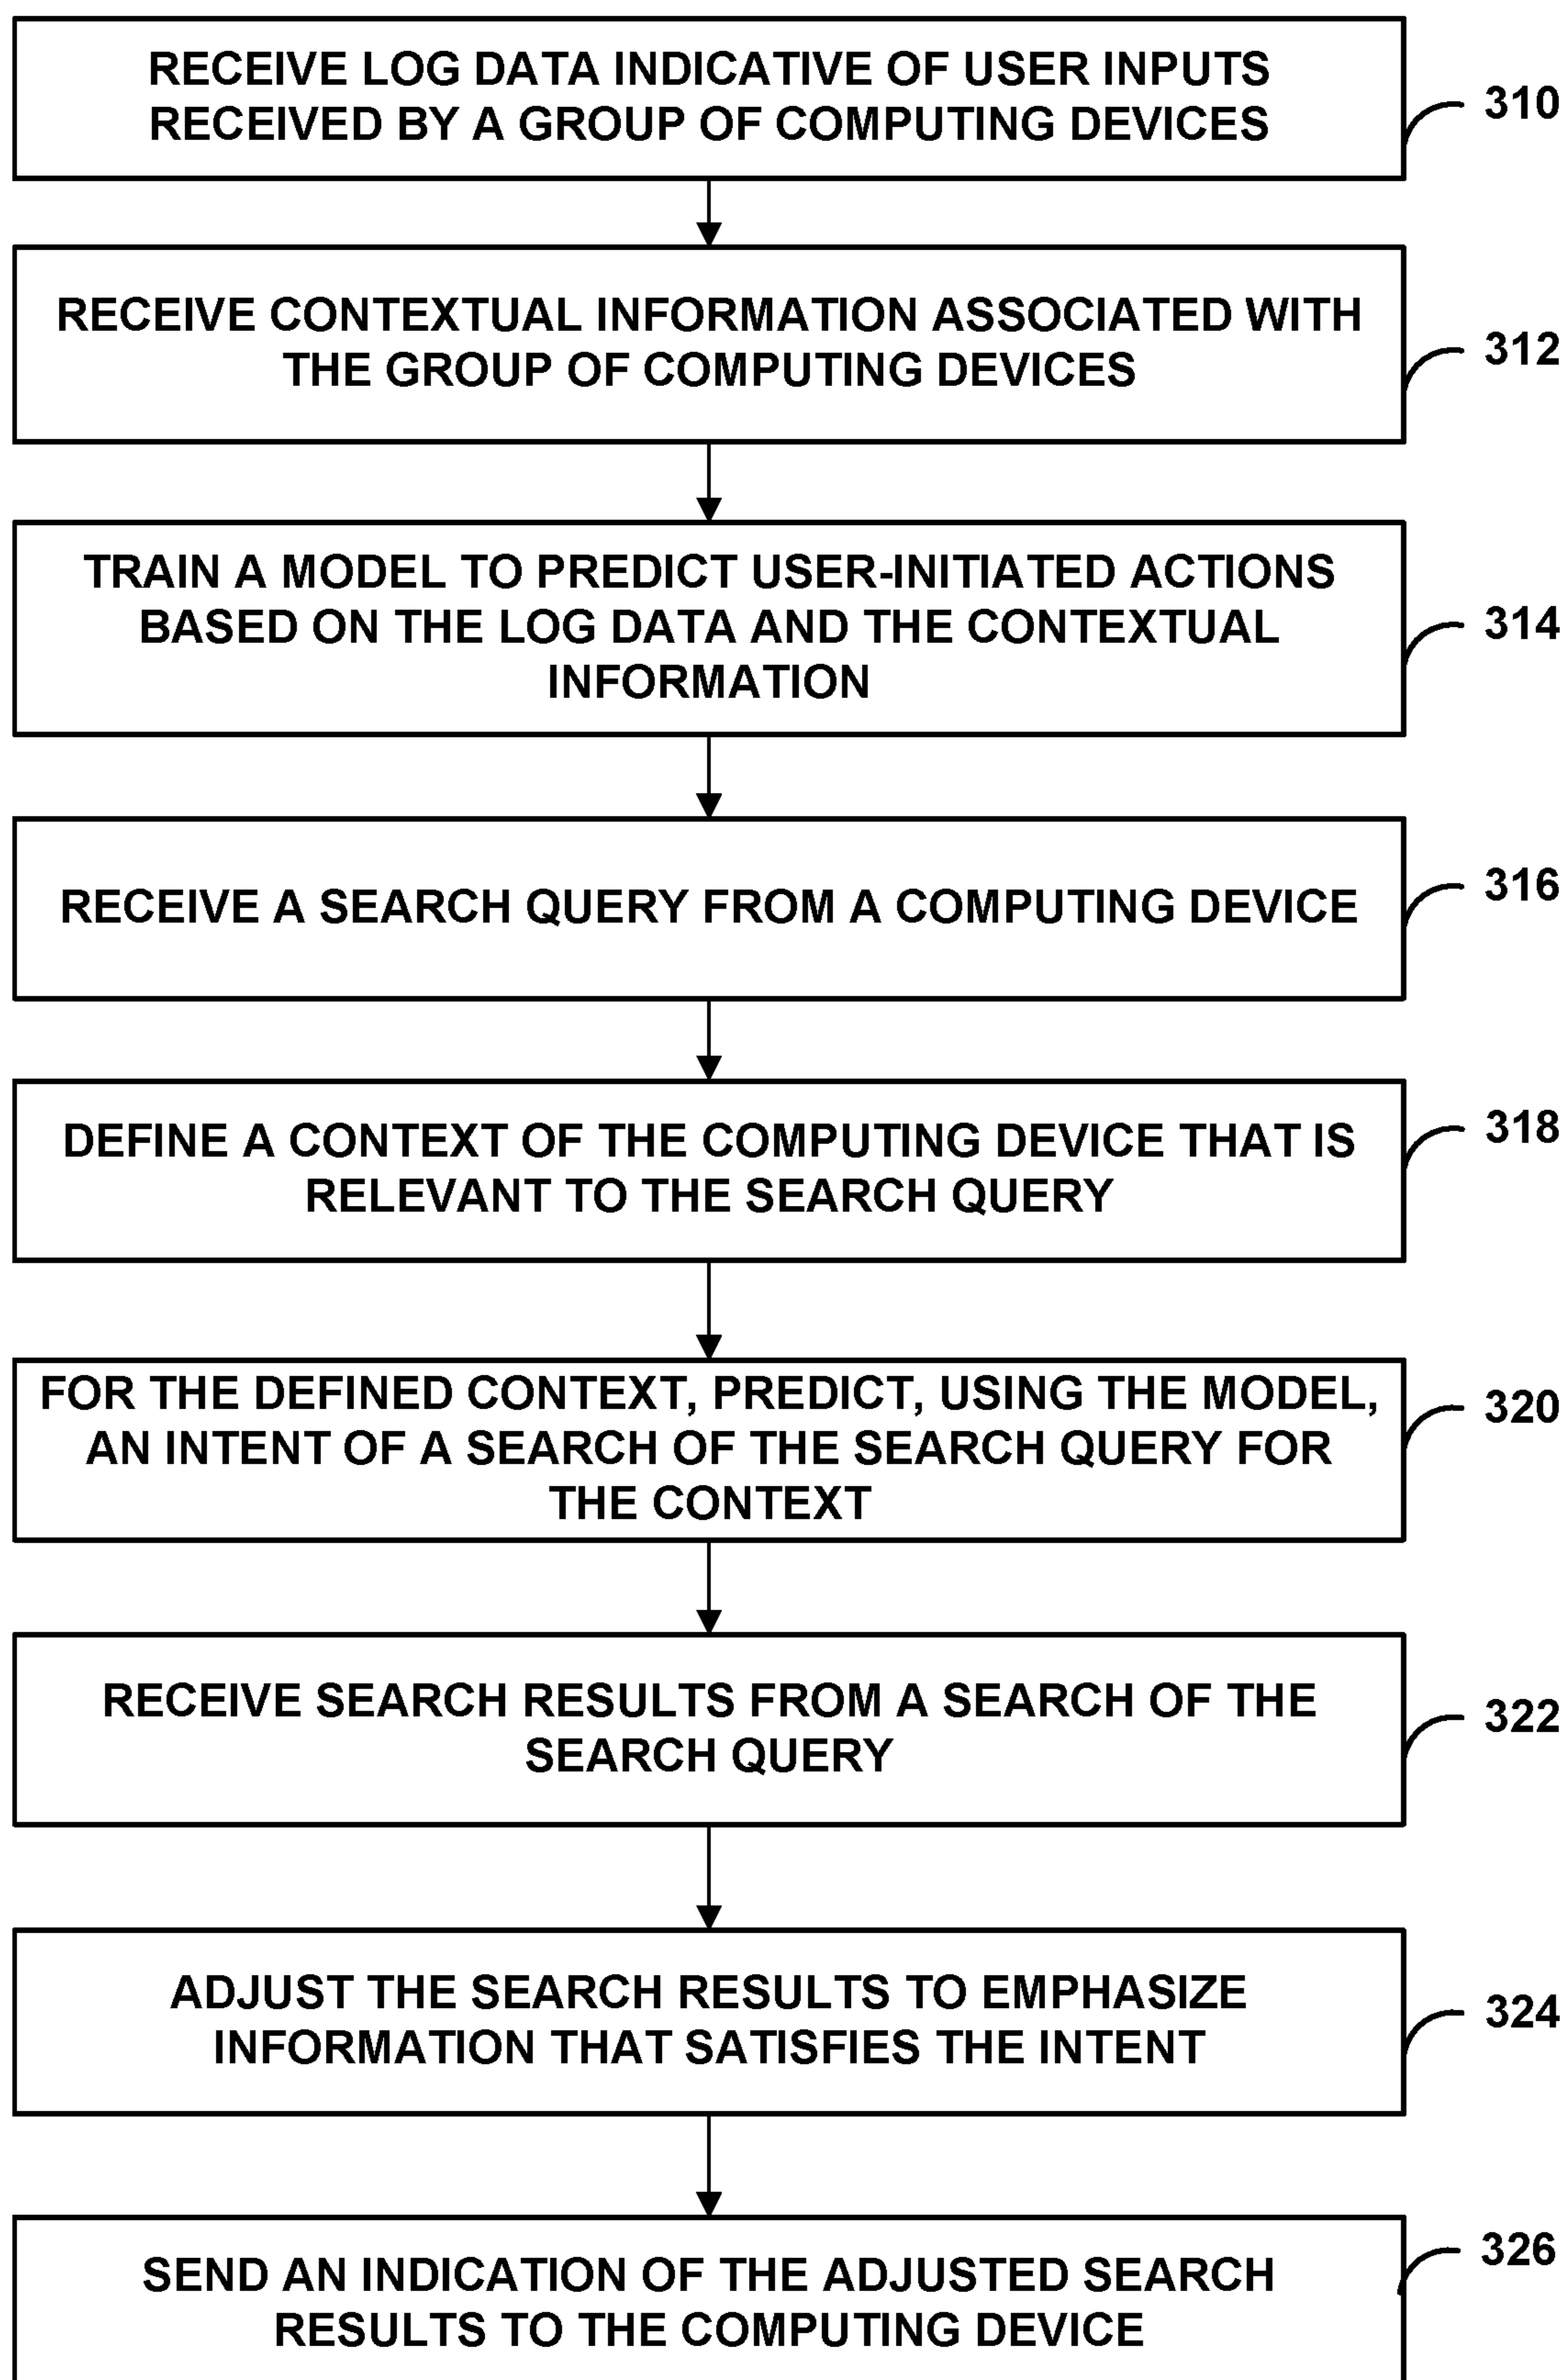 RECEIVE LOG DATA INDICATIVE OF USER INPUTS
RECEIVED BY A GROUP OF COMPUTING DEVICES
310
RECEIVE CONTEXTUAL INFORMATION ASSOCIATED WITH
THE GROUP OF COMPUTING DEVICES
312
TRAIN A MODEL TO PREDICT USER-INITIATED ACTIONS
BASED ON THE LOG DATA AND THE CONTEXTUAL
INFORMATION
314
RECEIVE A SEARCH QUERY FROM A COMPUTING DEVICE
316
DEFINE A CONTEXT OF THE COMPUTING DEVICE THAT IS
RELEVANT TO THE SEARCH QUERY
318
FOR THE DEFINED CONTEXT, PREDICT, USING THE MODEL,
AN INTENT OF A SEARCH OF THE SEARCH QUERY FOR
THE CONTEXT
320
RECEIVE SEARCH RESULTS FROM A SEARCH OF THE
SEARCH QUERY
322
ADJUST THE SEARCH RESULTS TO EMPHASIZE
INFORMATION THAT SATISFIES THE INTENT
324
SEND AN INDICATION OF THE ADJUSTED SEARCH
RESULTS TO THE COMPUTING DEVICE
326